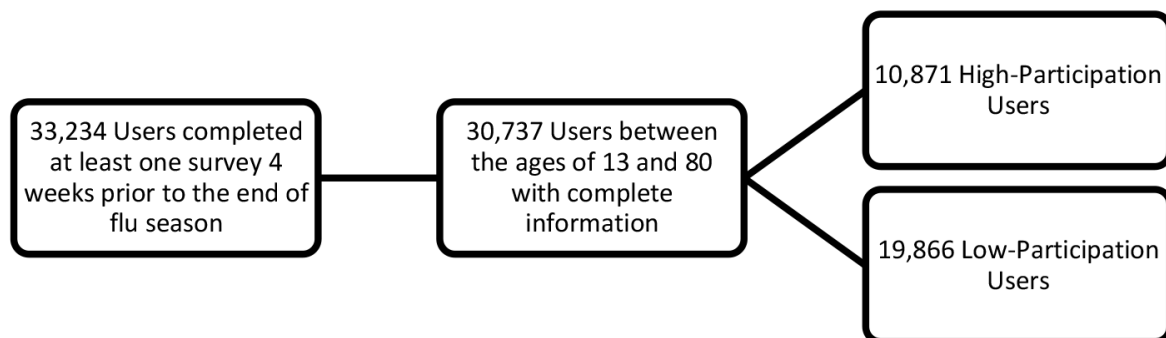 33,234 Users completed
at least one survey 4
weeks prior to the end of
flu season
30,737 Users between
the ages of 13 and 80
with complete
information
10,871 High-Participation
Users
19,866 Low-Participation
Users